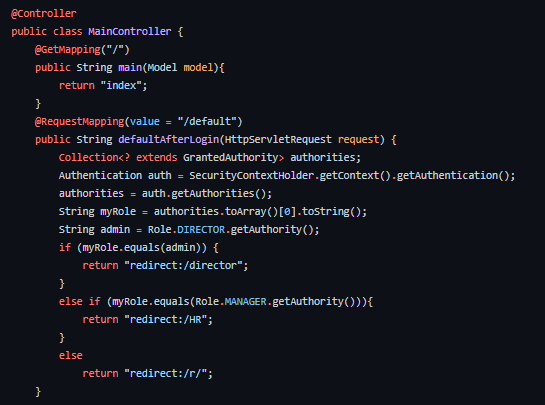 @Controller
public class MainController {
    @GetMapping("/")
    public String main(Model model){
        return "index";
    }
    @RequestMapping(value = "/default")
    public String defaultAfterLogin(HttpServletRequest request) {
        Collection<? extends GrantedAuthority> authorities;
        Authentication auth = SecurityContextHolder.getContext().getAuthentication();
        authorities = auth.getAuthorities();
        String myRole = authorities.toArray()[0].toString();
        String admin = Role.DIRECTOR.getAuthority();
        if (myRole.equals(admin)) {
            return "redirect:/director";
        }
        else if (myRole.equals(Role.MANAGER.getAuthority())){
            return "redirect:/HR";
        }
        else
            return "redirect:/r/";
    }